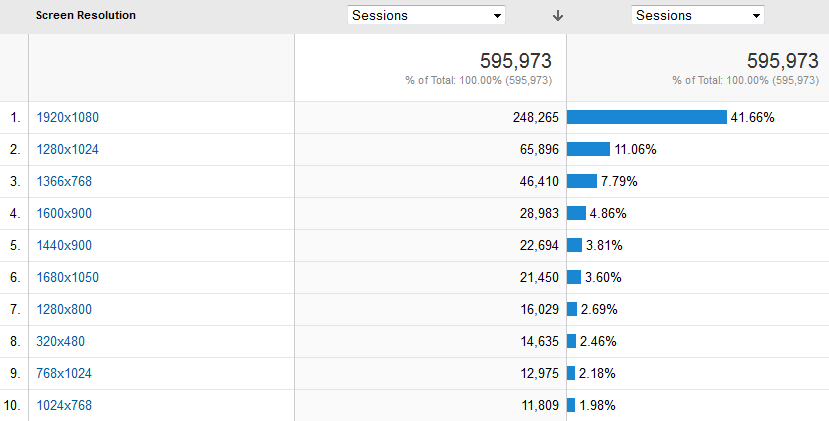 Screen Resolution Sessions Sessions
595,973 595,973
% of Total: 100.00% (595,973) % of Total: 100.00% (595,973)
1. 1920x1080 248,265 41.66%
2. 1280x1024 65,896 11.06%
3. 1366x768 46,410 7.79%
4. 1600x900 28,983 4.86%
5. 1440x900 22,694 3.81%
6. 1680x1050 21,450 3.60%
7. 1280x800 16,029 2.69%
8. 320x480 14,635 2.46%
9. 768x1024 12,975 2.18%
10. 1024x768 11,809 1.98%